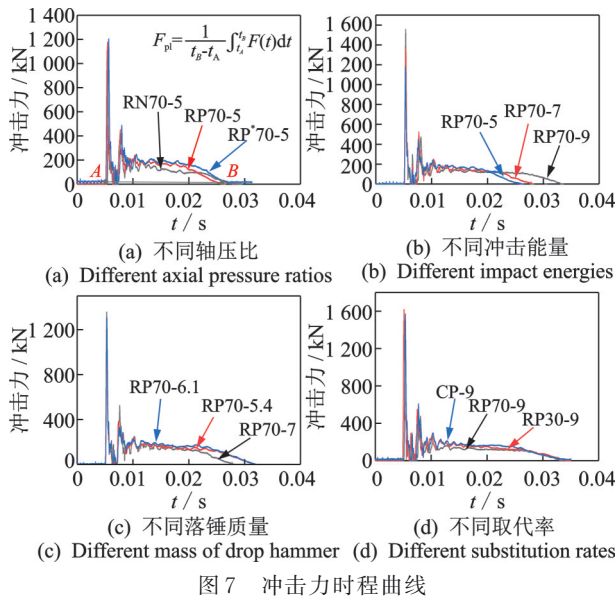 1 400
1 200
1 000
800
600
400
200
0
冲击力 / kN
F_pl = 1/(t_B-t_A) ∫_{t_A}^{t_B} F(t)dt
RN70-5
RP70-5
RP*70-5
A
B
0 0.01 0.02 0.03 0.04
t / s
(a) 不同轴压比
(a) Different axial pressure ratios
1 600
1 400
1 200
1 000
800
600
400
200
0
冲击力 / kN
RP70-7
RP70-5
RP70-9
0 0.01 0.02 0.03 0.04
t / s
(b) 不同冲击能量
(b) Different impact energies
1 200
800
400
0
冲击力 / kN
RP70-6.1
RP70-5.4
RP70-7
0 0.01 0.02 0.03 0.04
t / s
(c) 不同落锤质量
(c) Different mass of drop hammer
1 600
1 200
800
400
0
冲击力 / kN
CP-9
RP70-9
RP30-9
0 0.01 0.02 0.03 0.04
t / s
(d) 不同取代率
(d) Different substitution rates
图7 冲击力时程曲线